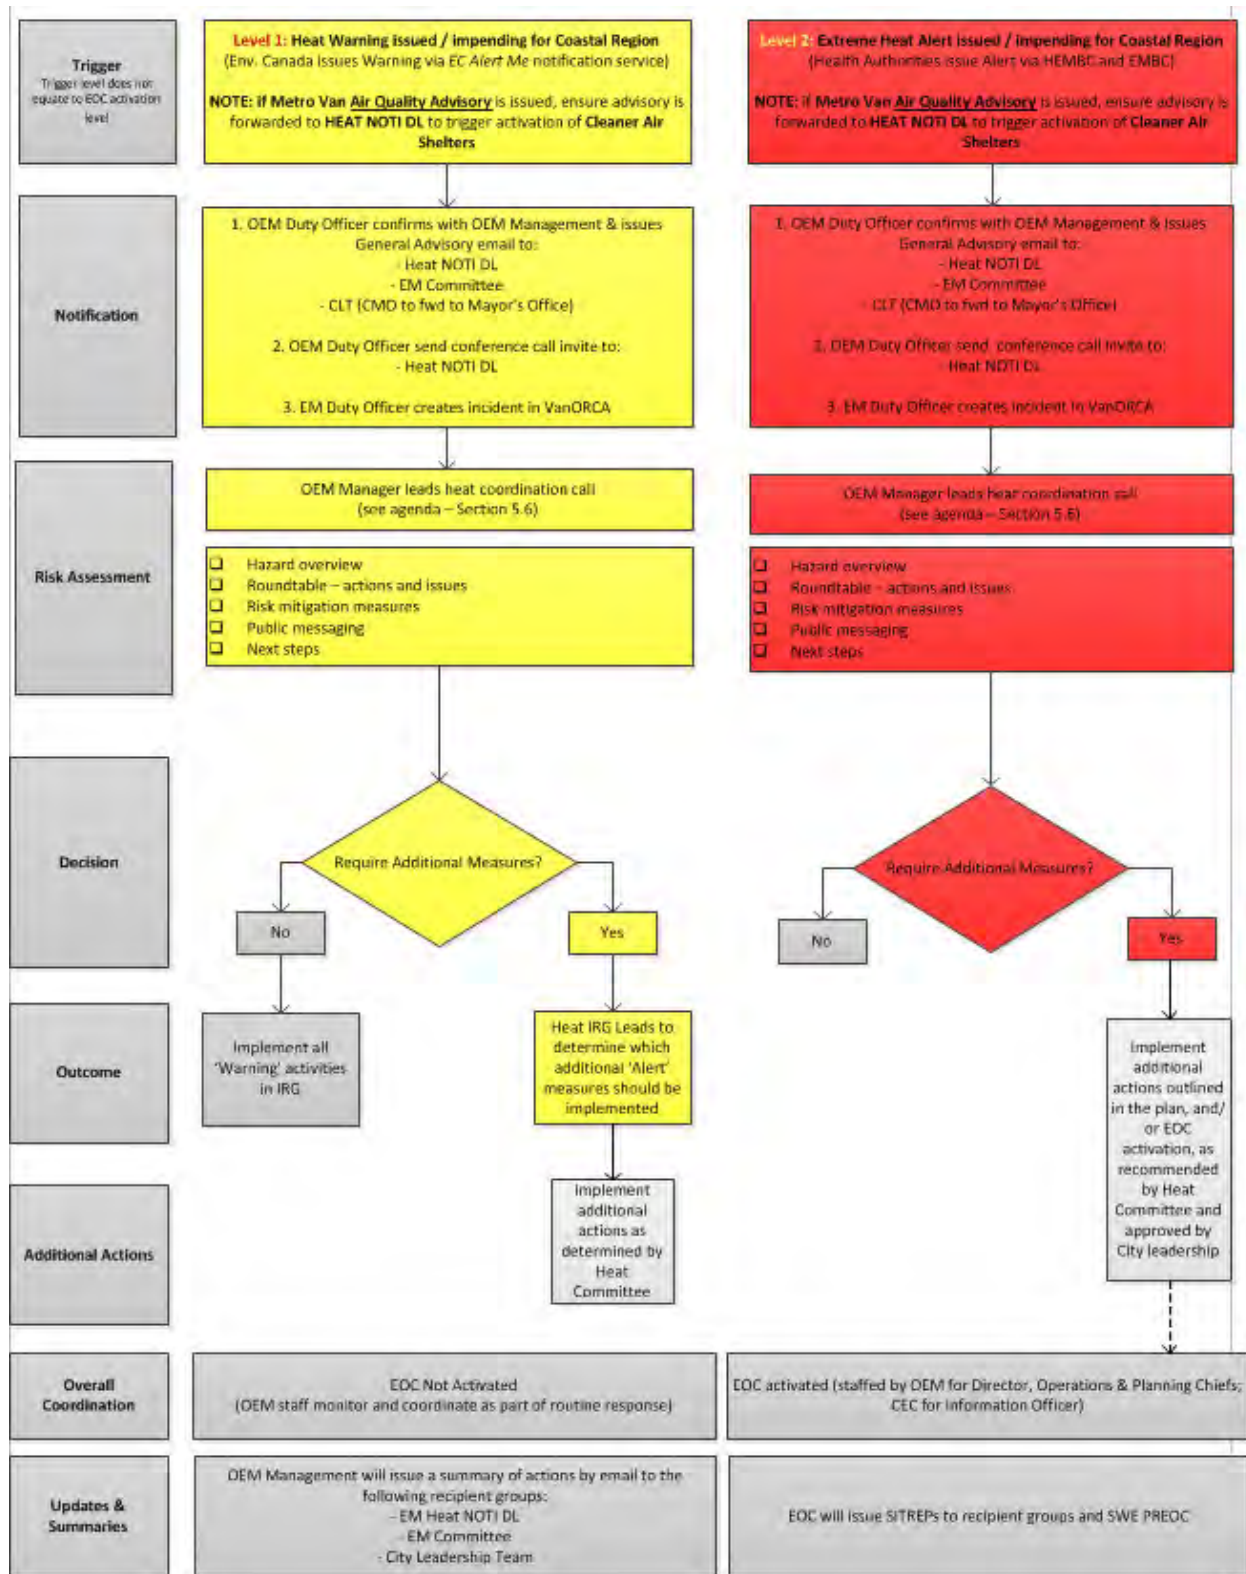 Trigger
Trigger level does not
equate to EOC activation
level
Level 1: Heat Warning issued / impending for Coastal Region
(Env. Canada issues Warning via EC Alert Me notification service)
NOTE: if Metro Van Air Quality Advisory is issued, ensure advisory is
forwarded to HEAT NOTI DL to trigger activation of Cleaner Air
Shelters
Level 2: Extreme Heat Alert issued / impending for Coastal Region
(Health Authorities issue Alert via HEMBC and EMBC)
NOTE: if Metro Van Air Quality Advisory is issued, ensure advisory is
forwarded to HEAT NOTI DL to trigger activation of Cleaner Air
Shelters
Notification
1. OEM Duty Officer confirms with OEM Management & issues
General Advisory email to:
- Heat NOTI DL
- EM Committee
- CLT (CMO to fwd to Mayor's Office)
2. OEM Duty Officer send conference call invite to:
- Heat NOTI DL
3. EM Duty Officer creates incident in VanORCA
1. OEM Duty Officer confirms with OEM Management & issues
General Advisory email to:
- Heat NOTI DL
- EM Committee
- CLT (CMO to fwd to Mayor's Office)
2. OEM Duty Officer send conference call invite to:
- Heat NOTI DL
3. EM Duty Officer creates incident in VanORCA
Risk Assessment
OEM Manager leads heat coordination call
(see agenda – Section 5.6)
❑ Hazard overview
❑ Roundtable – actions and issues
❑ Risk mitigation measures
❑ Public messaging
❑ Next steps
OEM Manager leads heat coordination call
(see agenda – Section 5.6)
❑ Hazard overview
❑ Roundtable – actions and issues
❑ Risk mitigation measures
❑ Public messaging
❑ Next steps
Decision
Require Additional Measures?
No
Yes
Require Additional Measures?
No
Yes
Outcome
Implement all
'Warning' activities
in IRG
Heat IRG Leads to
determine which
additional 'Alert'
measures should be
implemented
Implement
additional
actions outlined
in the plan, and/
or EOC
activation, as
recommended
by Heat
Committee and
approved by
City leadership
Additional Actions
Implement
additional
actions as
determined by
Heat
Committee
Overall
Coordination
EOC Not Activated
(OEM staff monitor and coordinate as part of routine response)
EOC activated (staffed by OEM for Director, Operations & Planning Chiefs;
CEC for Information Officer)
Updates &
Summaries
OEM Management will issue a summary of actions by email to the
following recipient groups:
- EM Heat NOTI DL
- EM Committee
- City Leadership Team
EOC will issue SITREPs to recipient groups and SWE PREOC